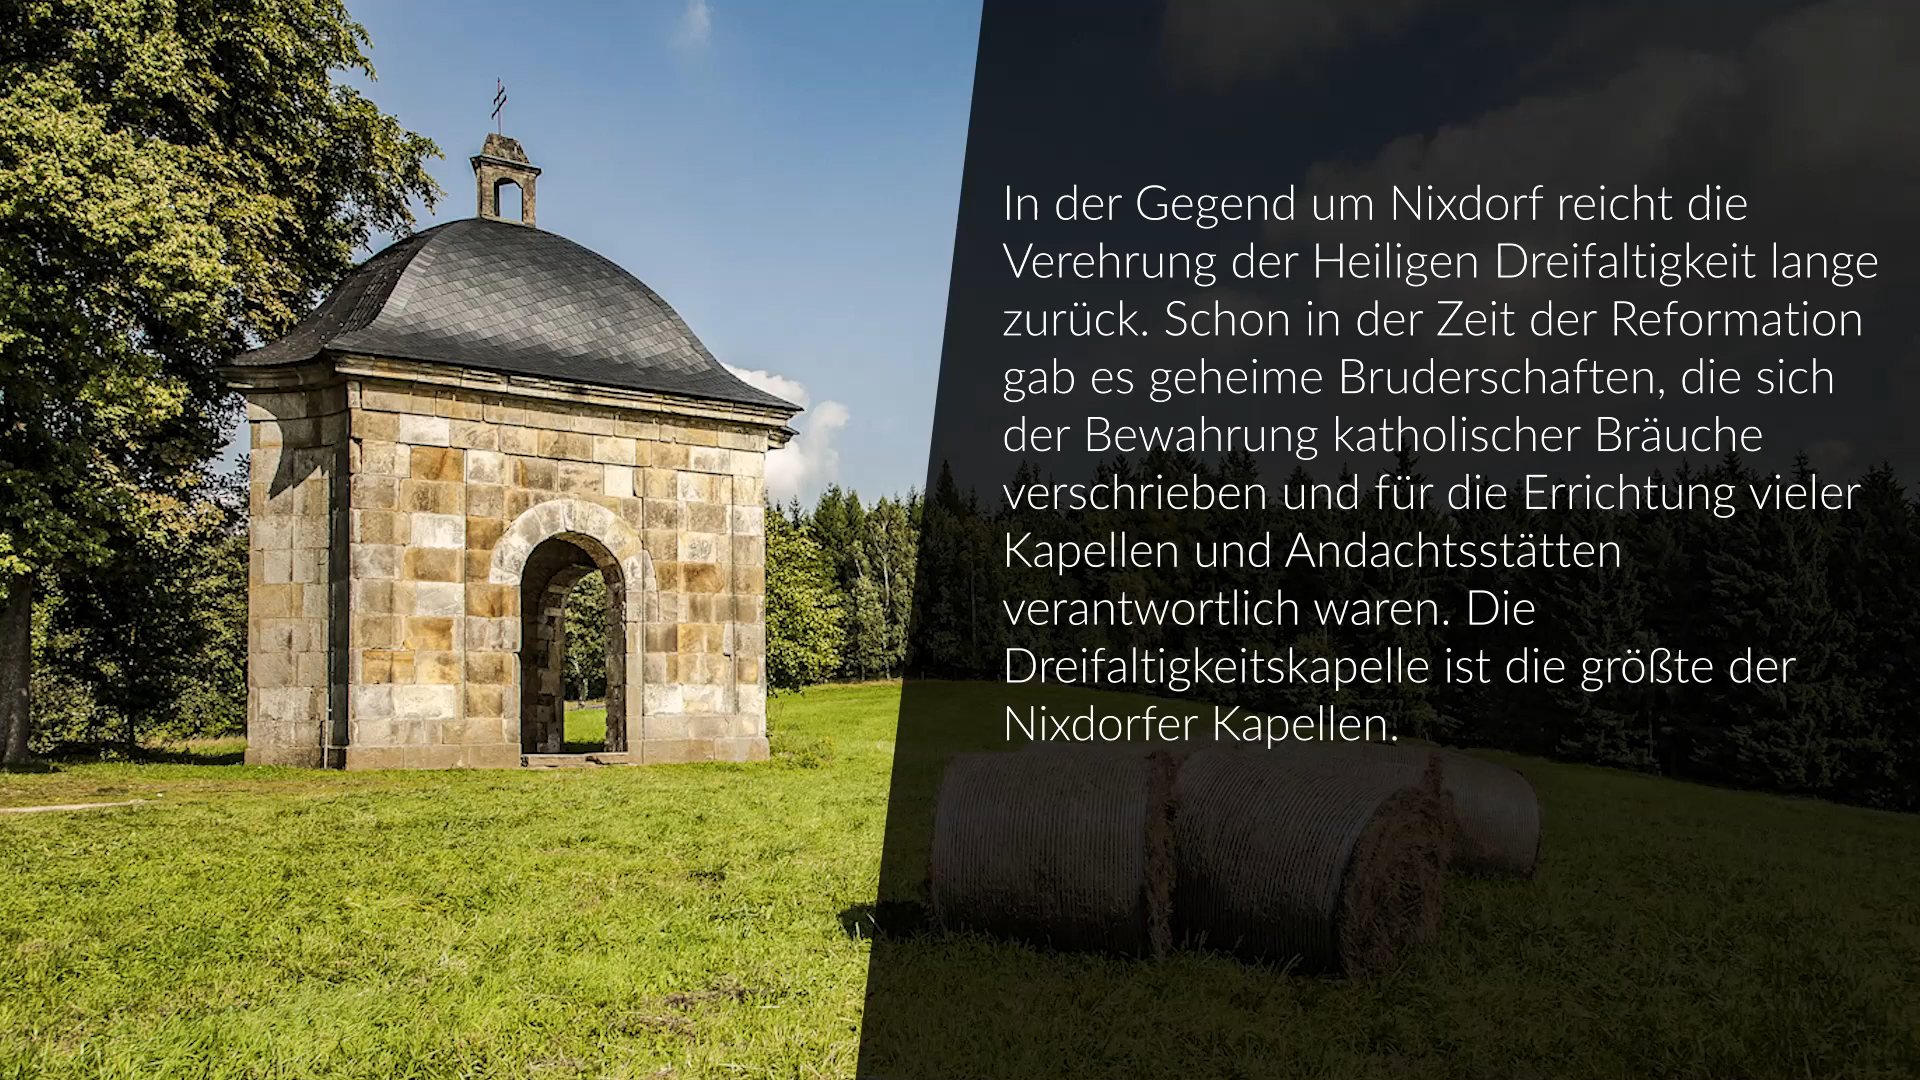 In der Gegend um Nixdorf reicht die
Verehrung der Heiligen Dreifaltigkeit lange
zurück. Schon in der Zeit der Reformation
gab es geheime Bruderschaften, die sich
der Bewahrung katholischer Bräuche
verschrieben und für die Errichtung vieler
Kapellen und Andachtsstätten
verantwortlich waren. Die
Dreifaltigkeitskapelle ist die größte der
Nixdorfer Kapellen.